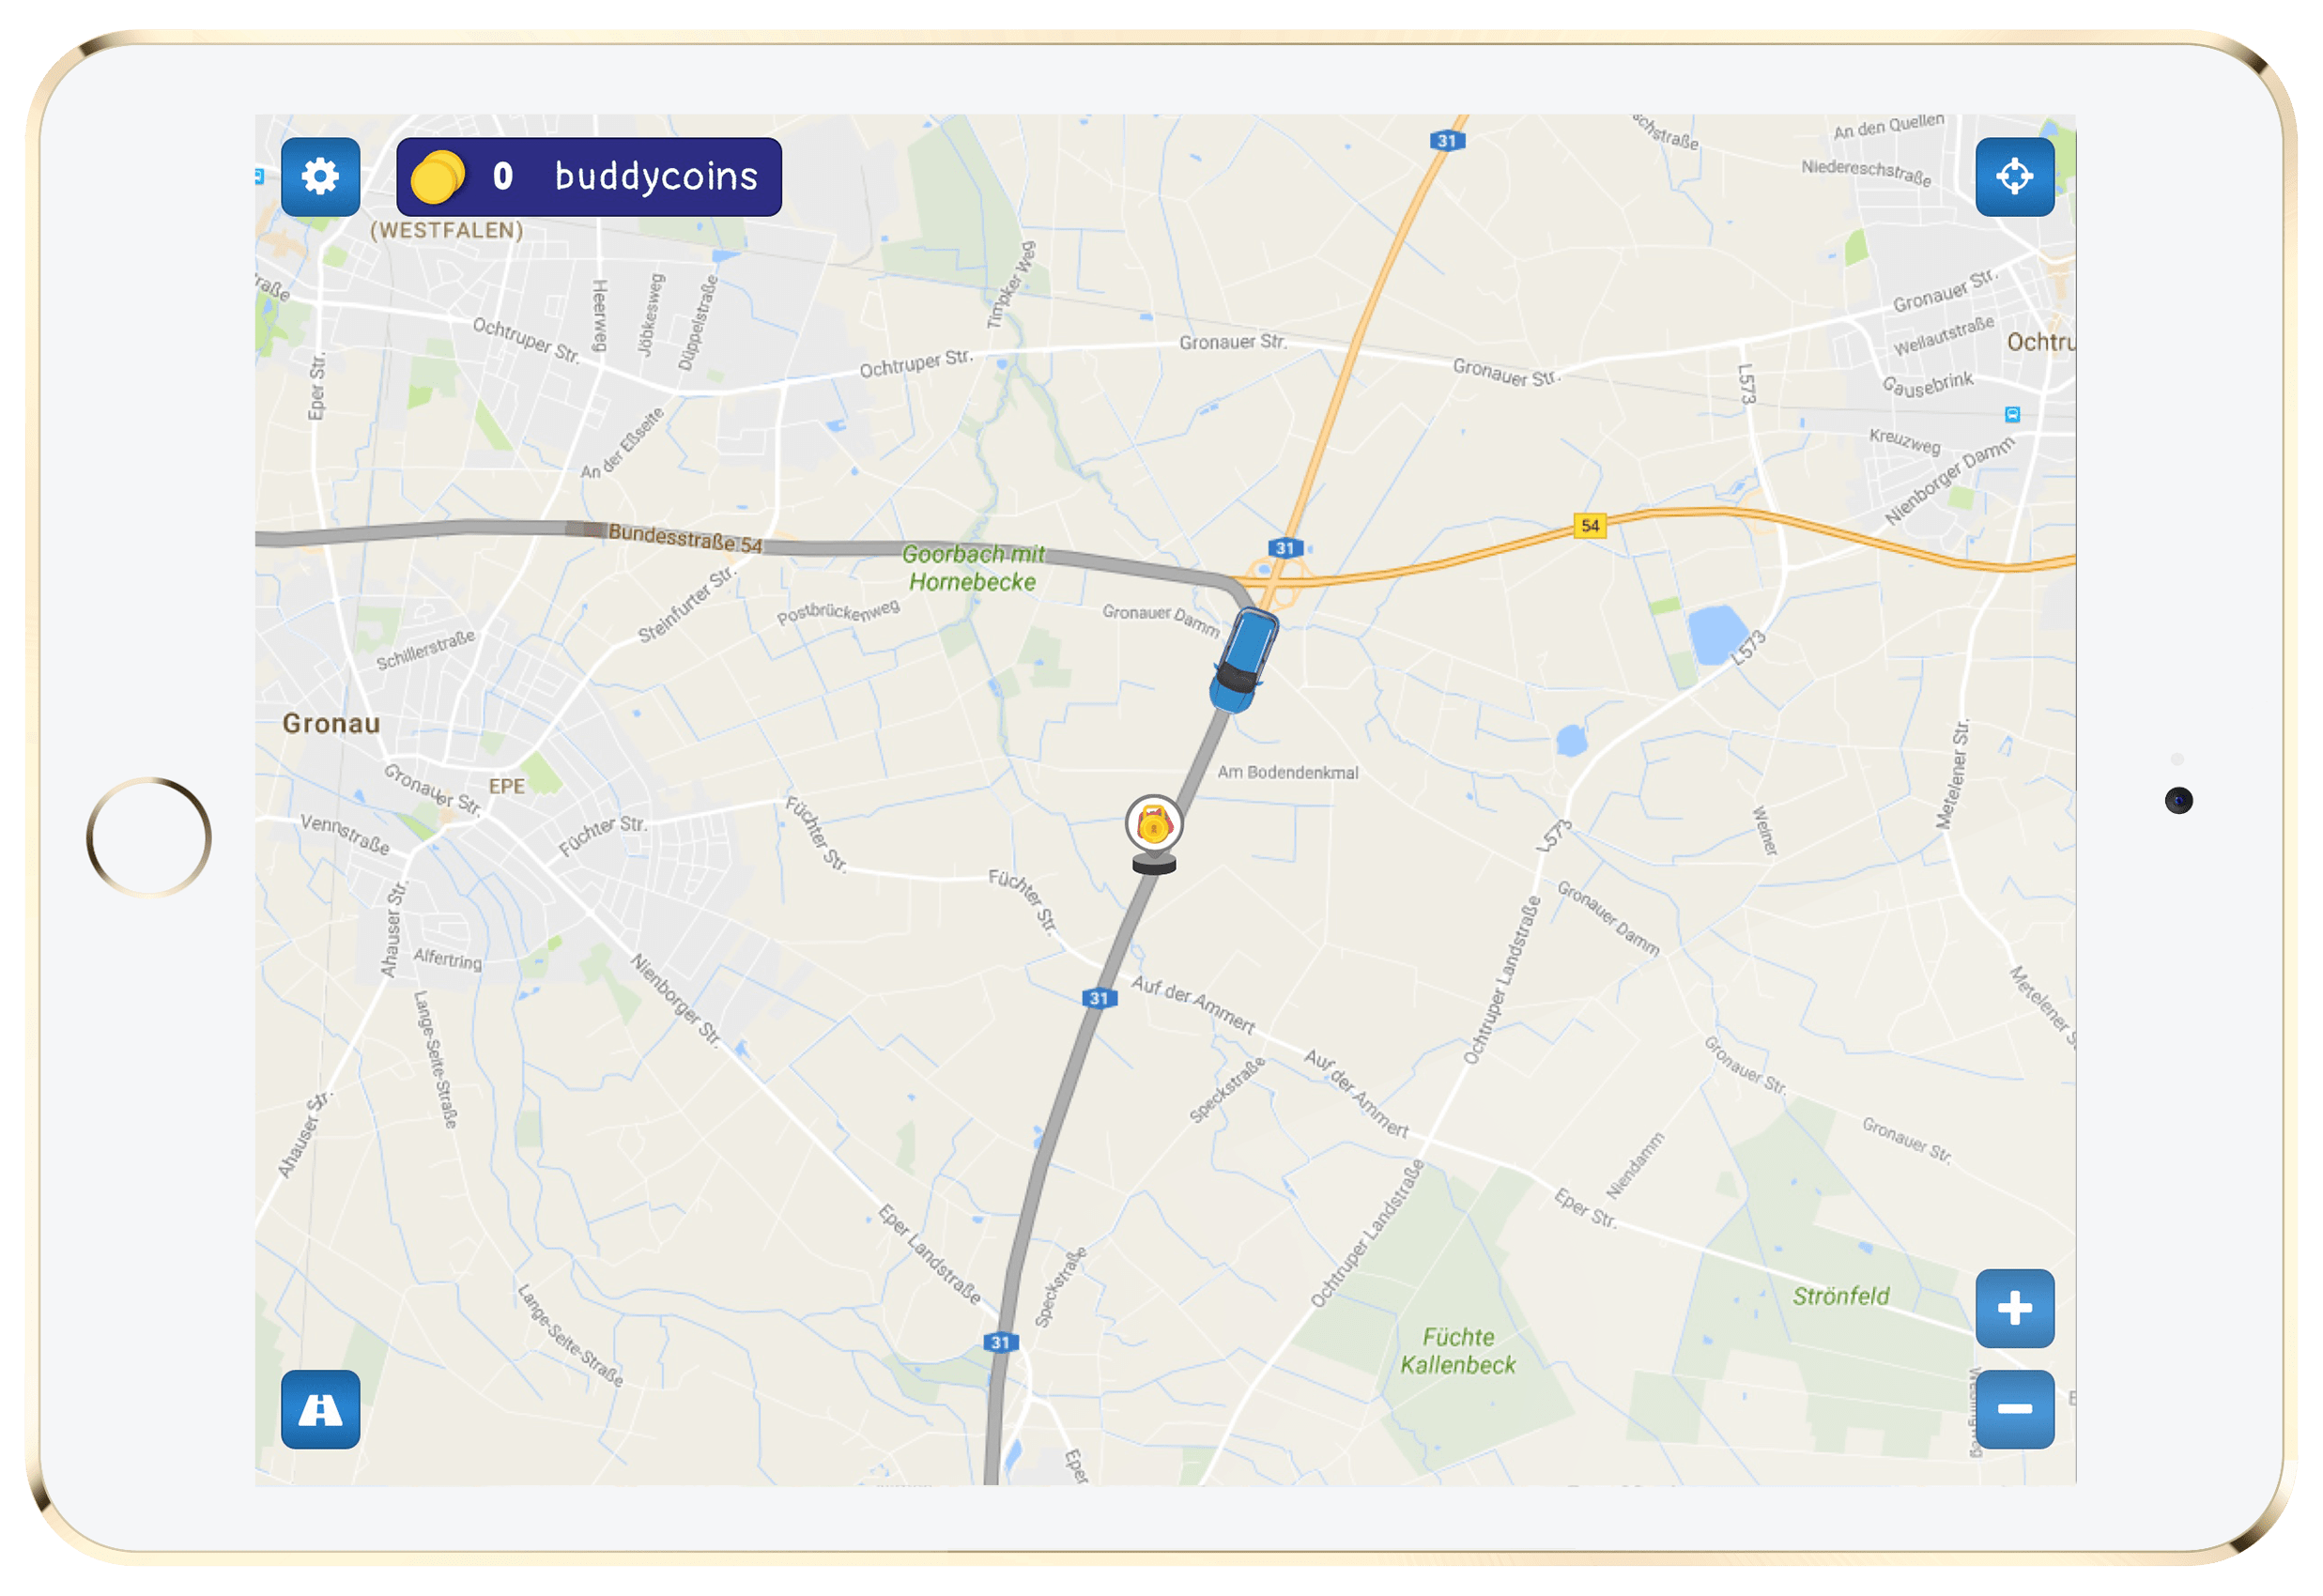 0 buddycoins
31
chstraße
An den Quellen
Niedereschstraße
(WESTFALEN)
raße
Heerweg
Jöbkesweg
Düppelstraße
Timpker Weg
Gronauer Str.
Ochtruper Str.
Ochtruper Str.
Gronauer Str.
Gronauer Str.
Weilautstraße
Ochtru
Eper Str.
L573
Gausebrink
An der Eßseite
Kreuzweg
Nienborger Damm
Bundesstraße 54
54
31
Goorbach mit
Hornebecke
Steinfurter Str.
Postbrückenweg
Gronauer Damm
Schillerstraße
L573
Gronau
EPE
Am Bodendenkmal
Gronauer Str.
Metelener Str.
Vennstraße
Füchter Str.
Füchter Str.
L573
Weiner
Füchter Str.
Ahauser Str.
Alfertring
Gronauer Damm
Ochtruper Landstraße
Nienborger Str.
31
Auf der Ammert
Metelener S
Lange-Seite-Straße
Speckstraße
Auf der Ammert
Gronauer Str.
Ahauser Str.
Gronauer Str.
Niendamm
Eper Landstraße
Speckstraße
Ochtruper Landstraße
Eper Str.
Strönfeld
Lange-Seite-Straße
31
Füchte
Kallenbeck
Eper